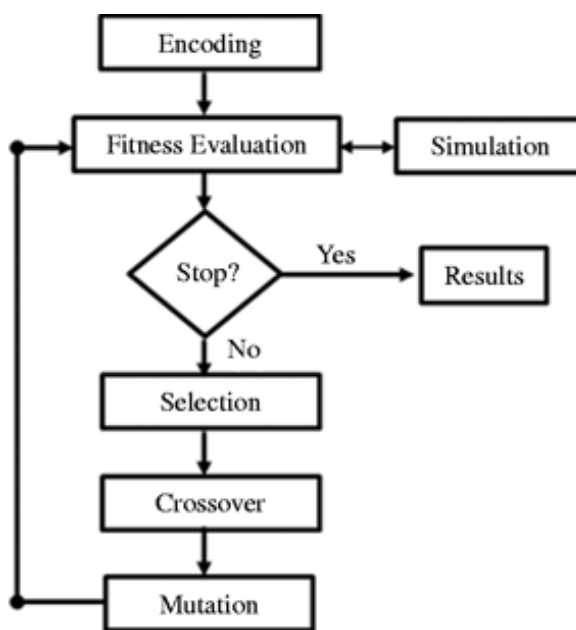 Encoding
Fitness Evaluation
Simulation
Stop?
Yes
Results
No
Selection
Crossover
Mutation